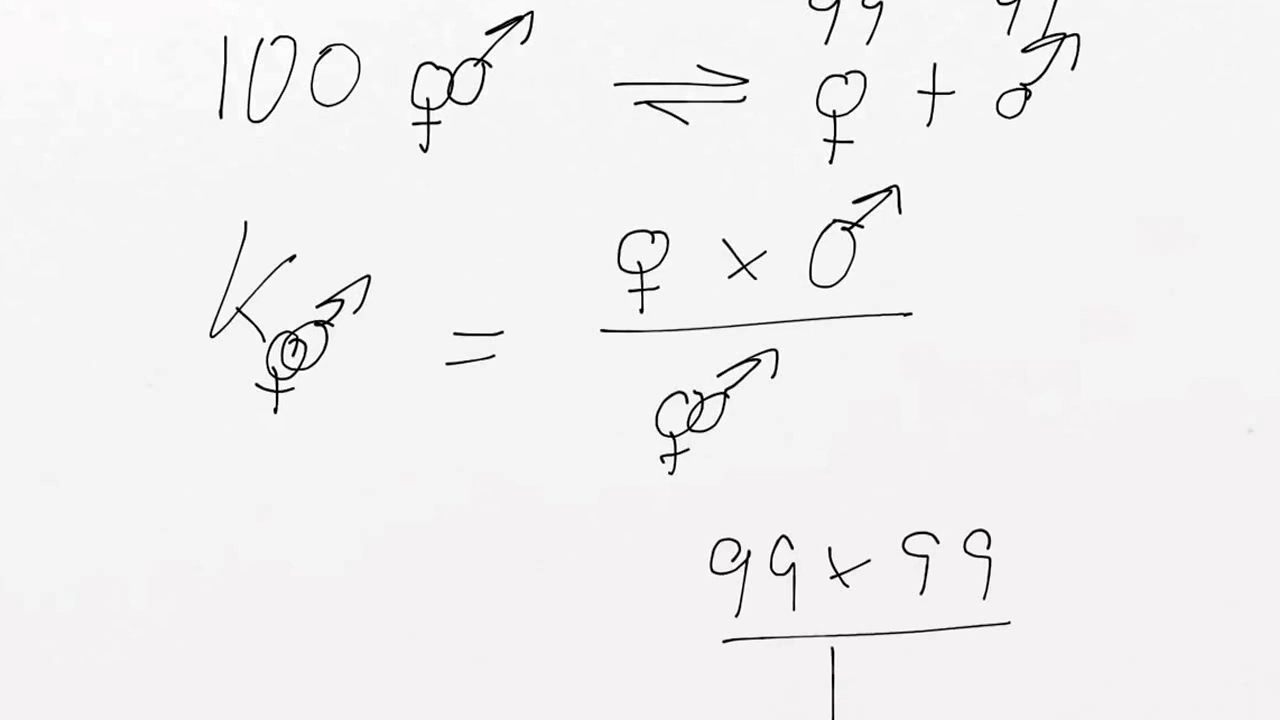 99 99
100 ♀♂ ⇌ ♀ + ♂
K♀♂ = ♀ x ♂
♀♂
99 x 99
1